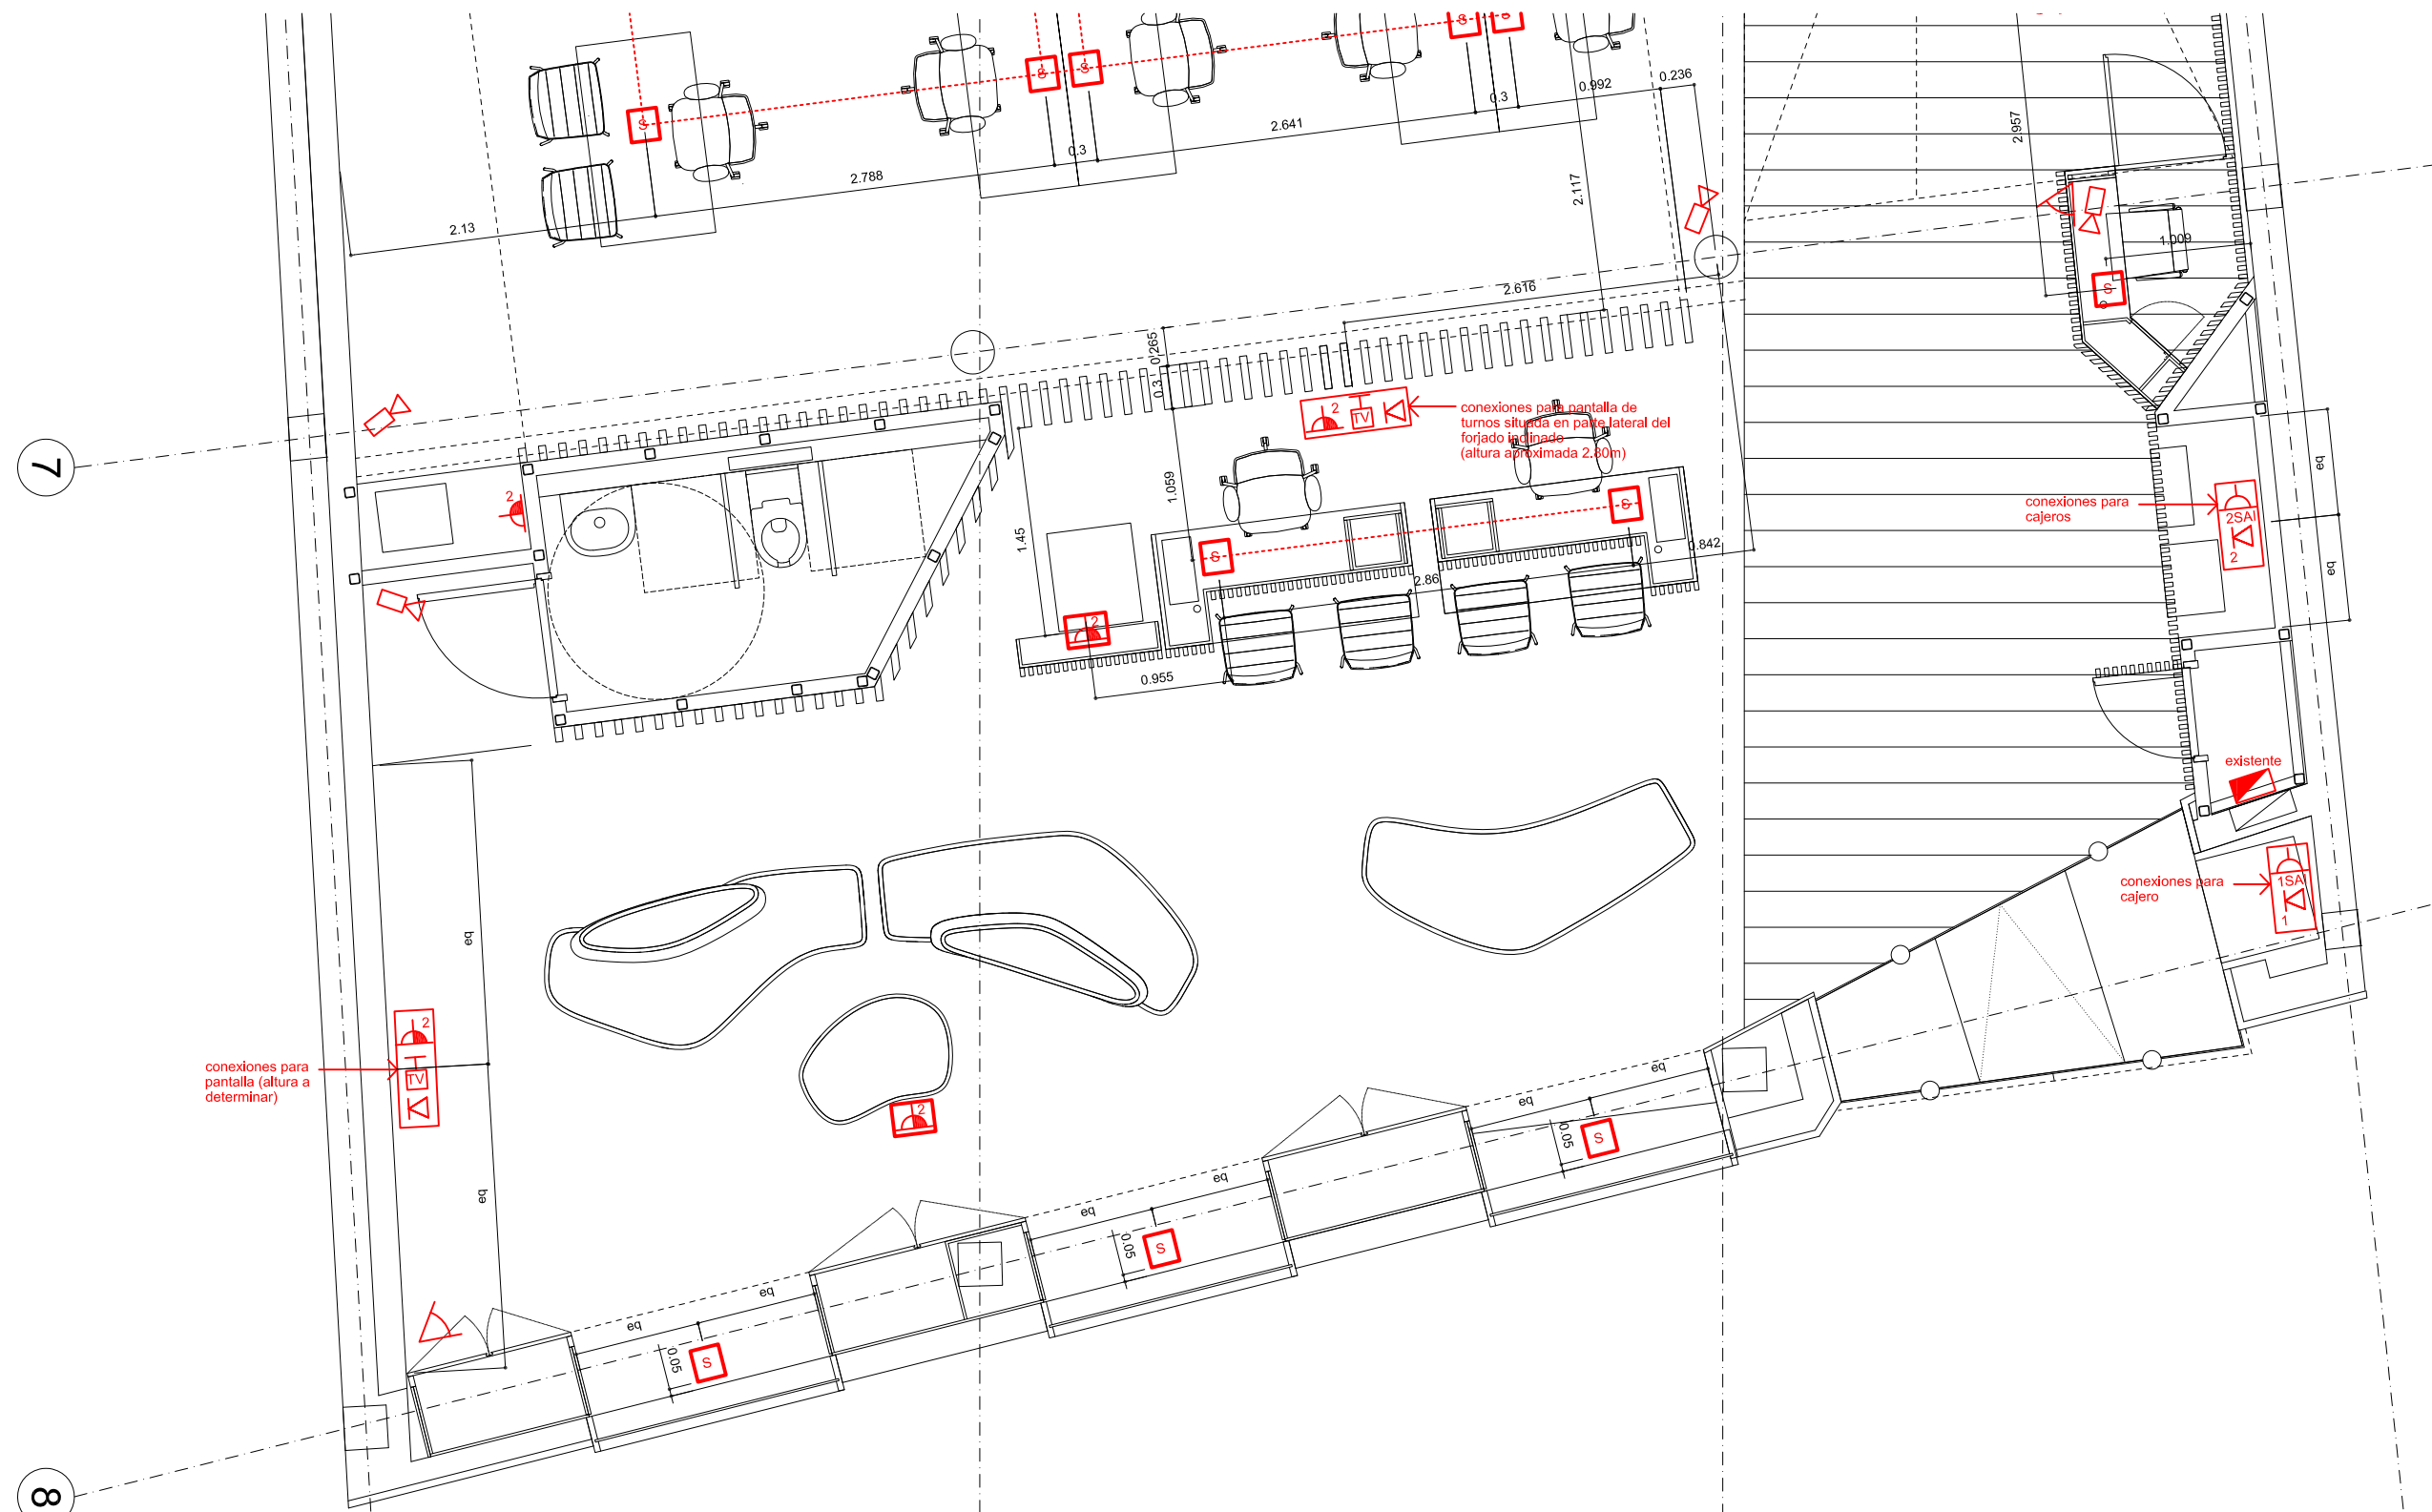 S
S
S
S
S
0.236
0.992
0.3
2.641
0.3
2.788
2.13
2.117
2.957
1.009
S
2.616
0.265
0.3
2
TV
conexiones para pantalla de
turnos situada en parte lateral del
forjado inclinado
(altura aproximada 2.80m)
7
2
1.059
1.45
S
S
0.842
2.86
2
0.955
eq
eq
conexiones para
cajeros
2SAI
2
existente
conexiones para
cajero
1SAI
1
eq
eq
2
TV
conexiones para
pantalla (altura a
determinar)
2
eq
eq
0.05
S
eq
eq
0.05
S
eq
eq
0.05
S
8